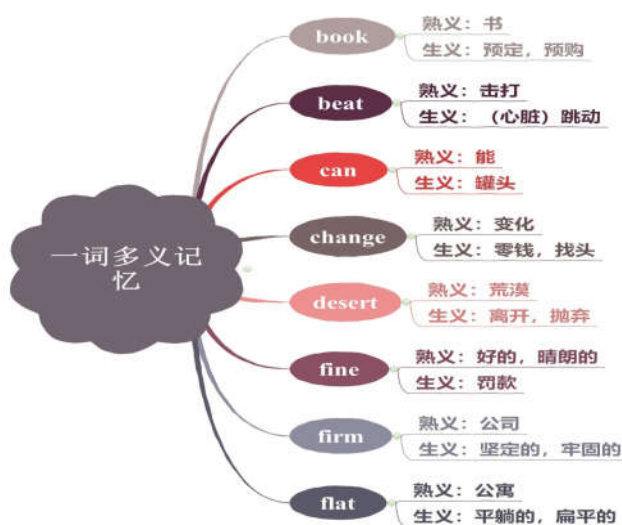 一词多义记
忆
book
熟义：书
生义：预定，预购
beat
熟义：击打
生义：（心脏）跳动
can
熟义：能
生义：罐头
change
熟义：变化
生义：零钱，找头
desert
熟义：荒漠
生义：离开，抛弃
fine
熟义：好的，晴朗的
生义：罚款
firm
熟义：公司
生义：坚定的，牢固的
flat
熟义：公寓
生义：平躺的，扁平的